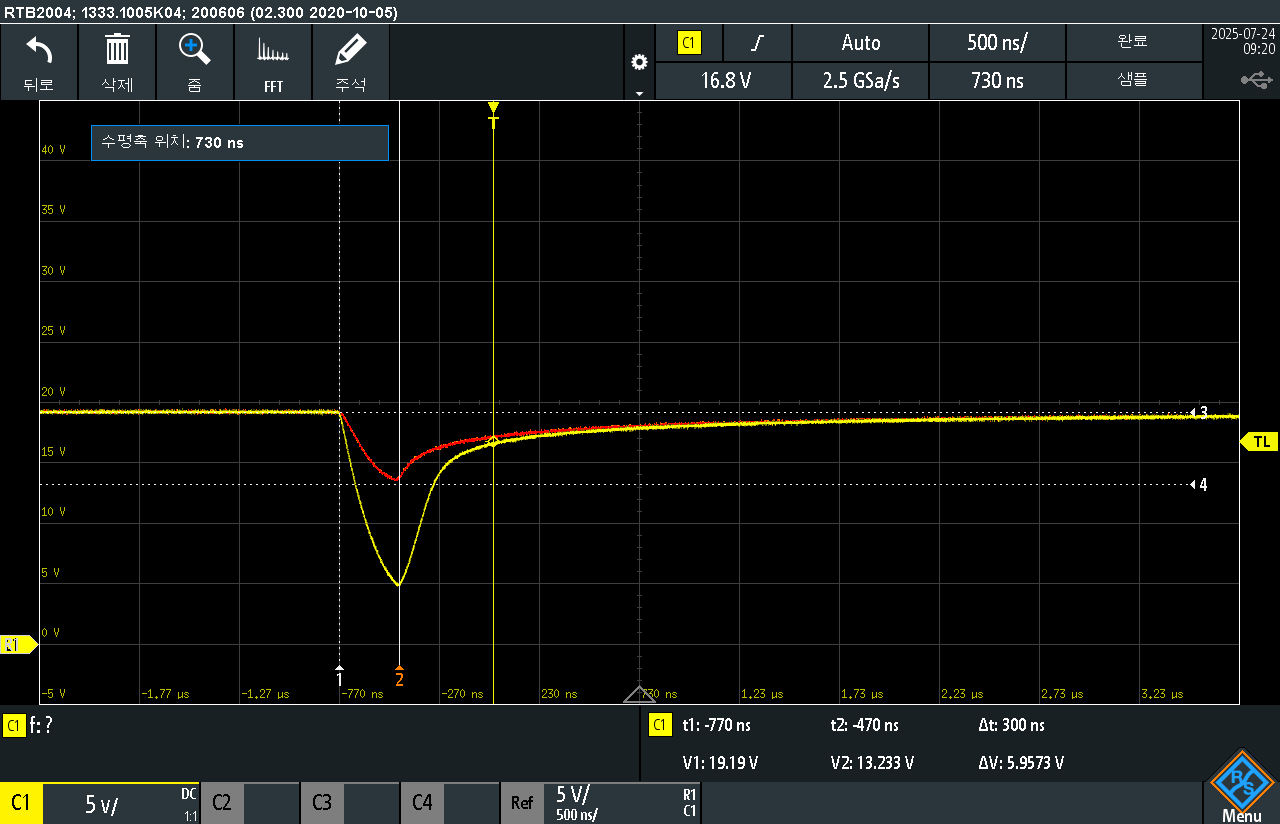 RTB2004; 1333.1005K04; 200606 (02.300 2020-10-05)
뒤로
삭제
줌
FFT
주석
C1
Auto
500 ns/
완료
16.8 V
2.5 GSa/s
730 ns
샘플
2025-07-24
09:20
T
수평축 위치: 730 ns
40 V
35 V
30 V
25 V
20 V
15 V
10 V
5 V
0 V
-5 V
3
TL
4
1
2
-1.77 µs
-1.27 µs
-770 ns
-270 ns
230 ns
730 ns
1.23 µs
1.73 µs
2.23 µs
2.73 µs
3.23 µs
C1 f: ?
C1 t1: -770 ns t2: -470 ns Δt: 300 ns
V1: 19.19 V V2: 13.233 V ΔV: 5.9573 V
C1 5 V/ DC 1:1
C2
C3
C4
Ref 5 V/ R1
500 ns/ C1
R S
Menu